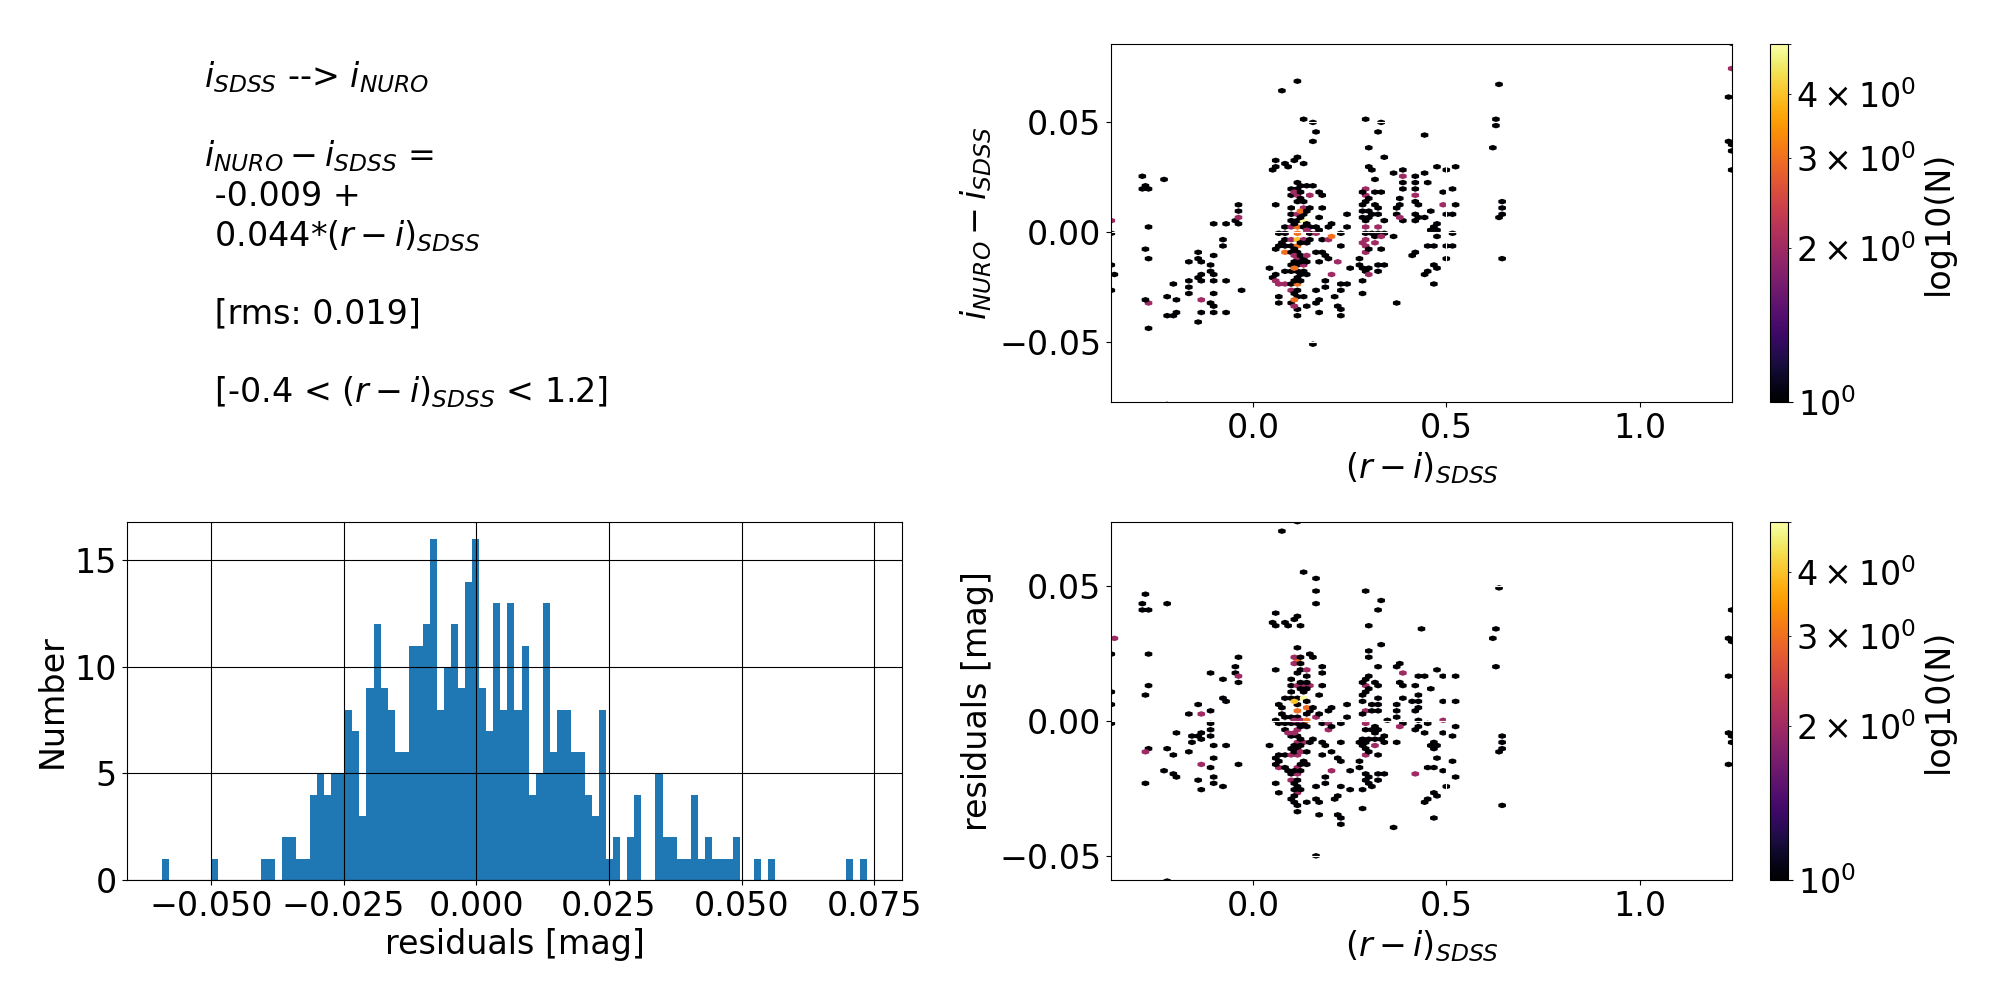 i_SDSS --> i_NURO
i_NURO − i_SDSS =
-0.009 +
0.044*(r − i)_SDSS
[rms: 0.019]
[-0.4 < (r − i)_SDSS < 1.2]
i_NURO − i_SDSS
0.05
0.00
−0.05
0.0 0.5 1.0
(r − i)_SDSS
4 × 10^0
3 × 10^0
2 × 10^0
10^0
log10(N)
Number
15
10
5
0
−0.050 −0.025 0.000 0.025 0.050 0.075
residuals [mag]
residuals [mag]
0.05
0.00
−0.05
0.0 0.5 1.0
(r − i)_SDSS
4 × 10^0
3 × 10^0
2 × 10^0
10^0
log10(N)